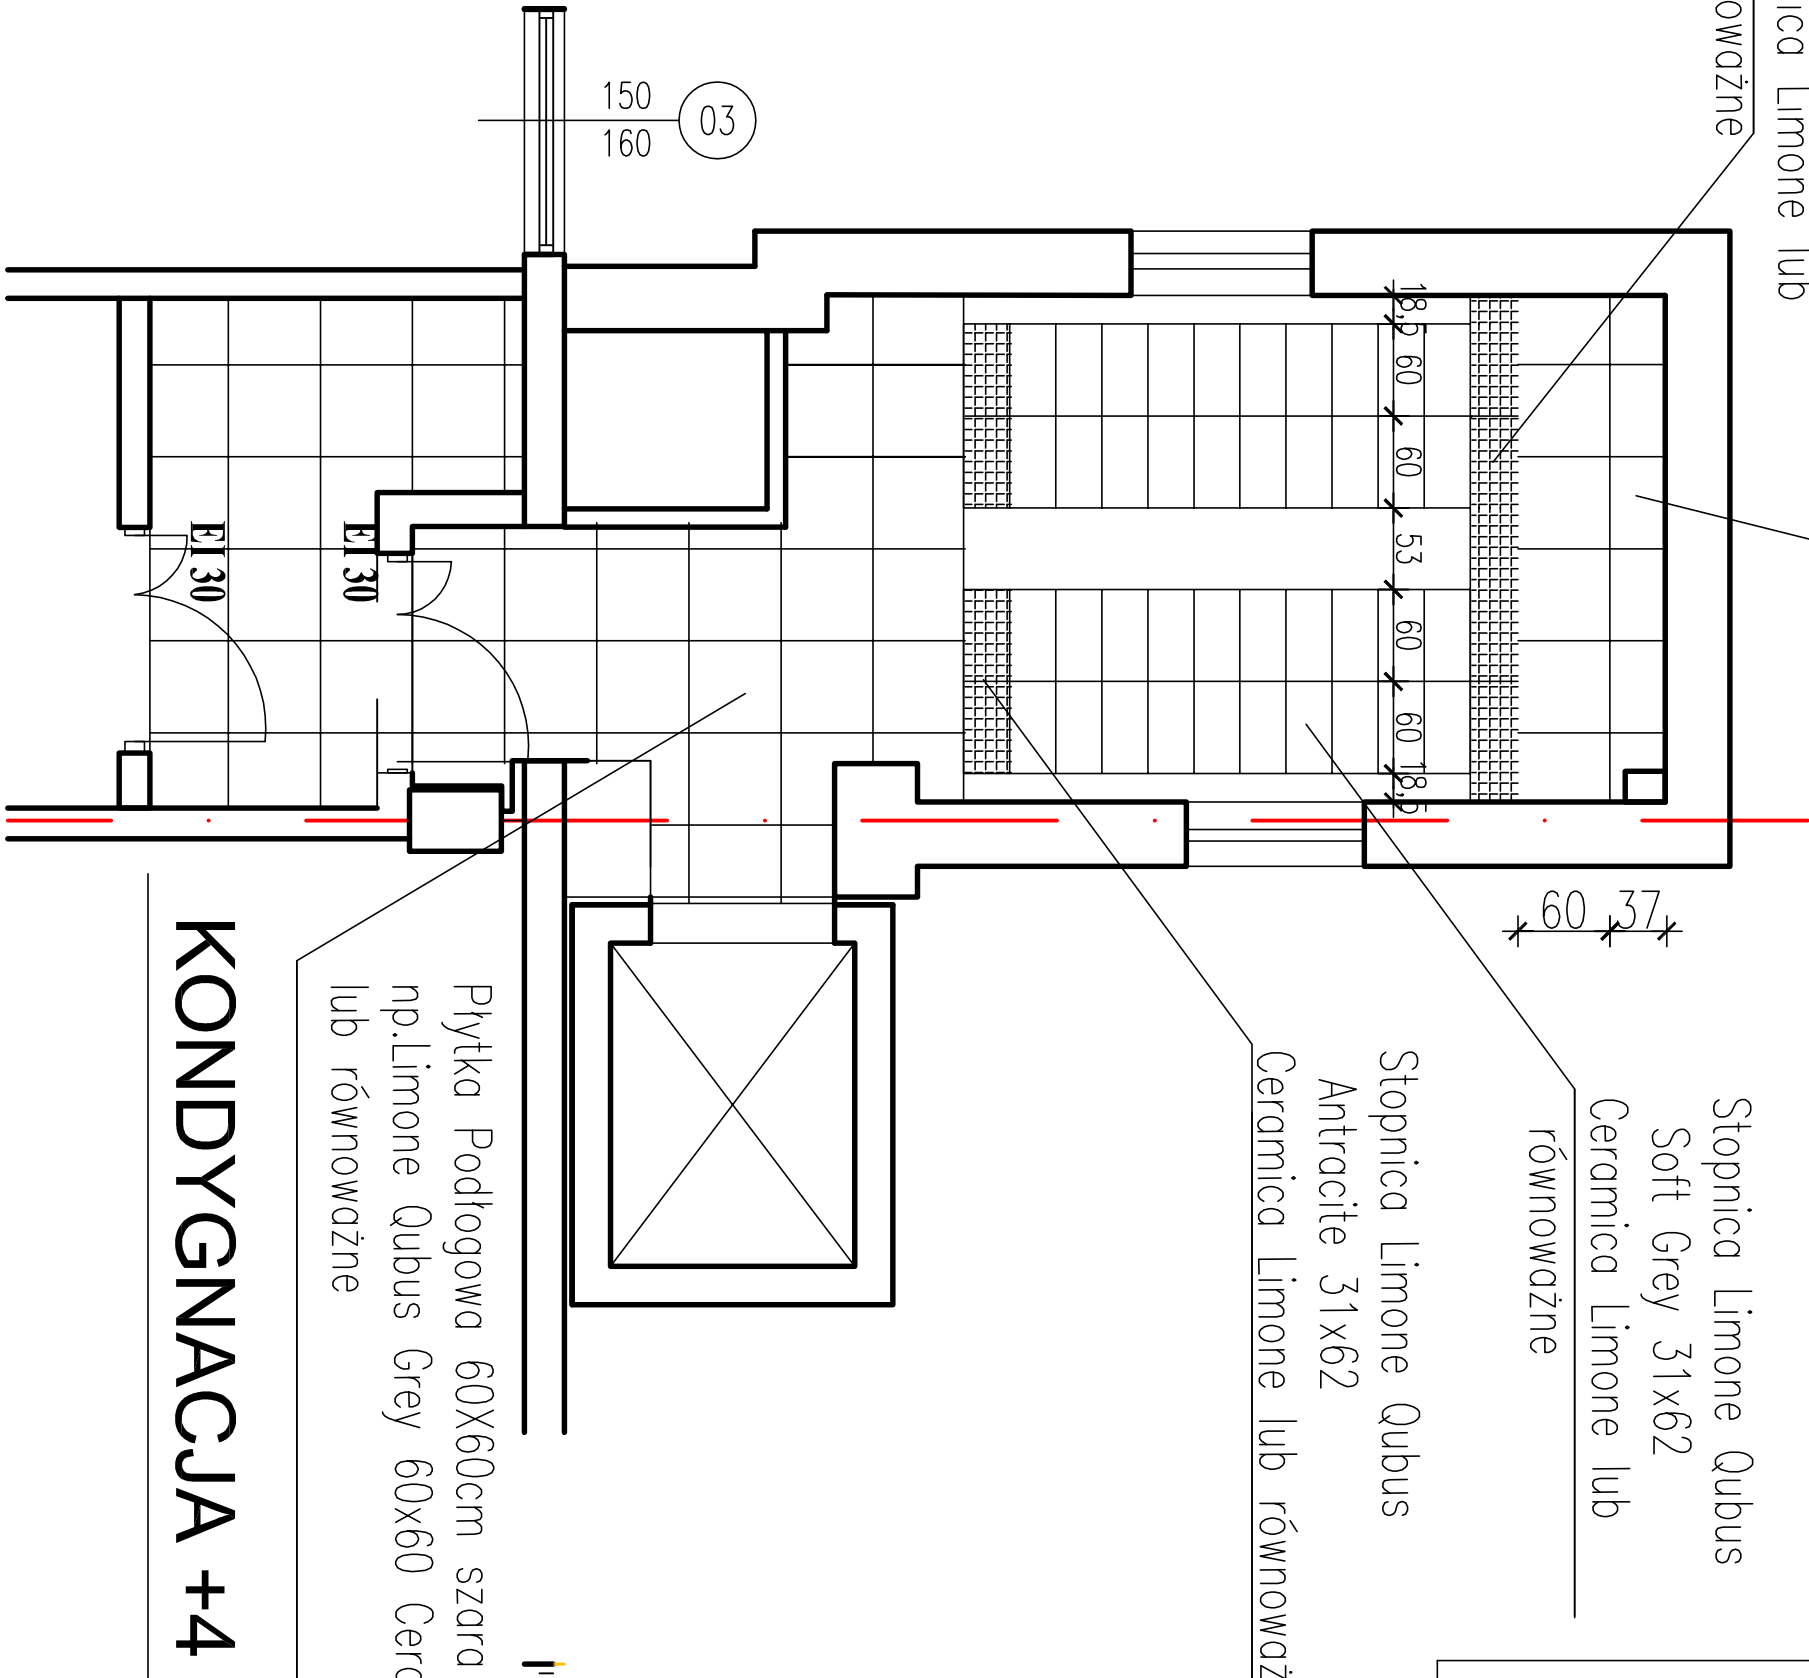 ica Limone lub
oważne
150
160
03
18,5
60
60
53
60
60
18,5
60
37
EI 30
EI 30
Stopnica Limone Qubus
Soft Grey 31x62
Ceramica Limone lub
równoważne
Stopnica Limone Qubus
Antracite 31x62
Ceramica Limone lub równoważ
Płytka Podłogowa 60X60cm szara
np.Limone Qubus Grey 60x60 Cera
lub równoważne
KONDYGNACJA +4